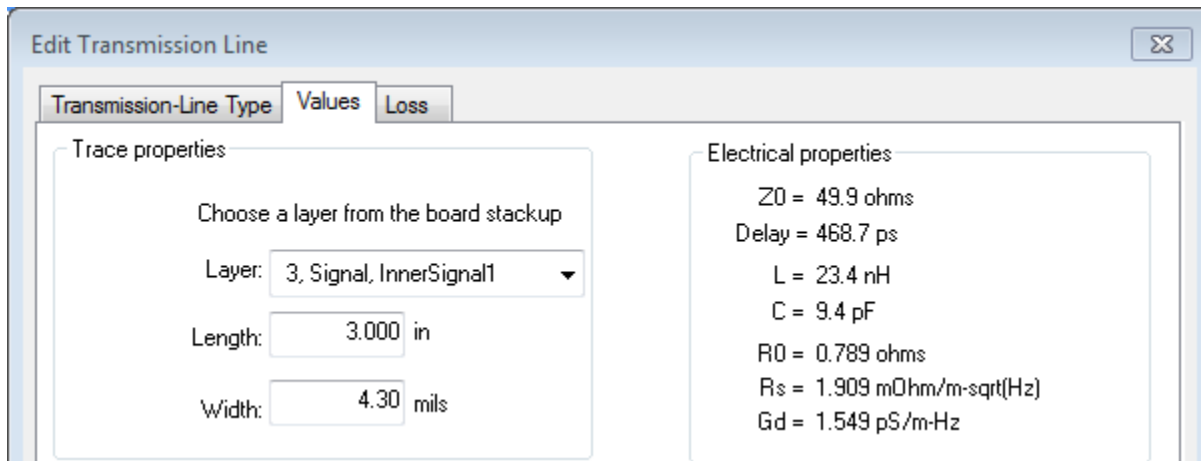 Edit Transmission Line
Transmission-Line Type Values Loss
Trace properties
Choose a layer from the board stackup
Layer: 3, Signal, InnerSignal1
Length: 3.000 in
Width: 4.30 mils
Electrical properties
Z0 = 49.9 ohms
Delay = 468.7 ps
L = 23.4 nH
C = 9.4 pF
R0 = 0.789 ohms
Rs = 1.909 mOhm/m-sqrt(Hz)
Gd = 1.549 pS/m-Hz